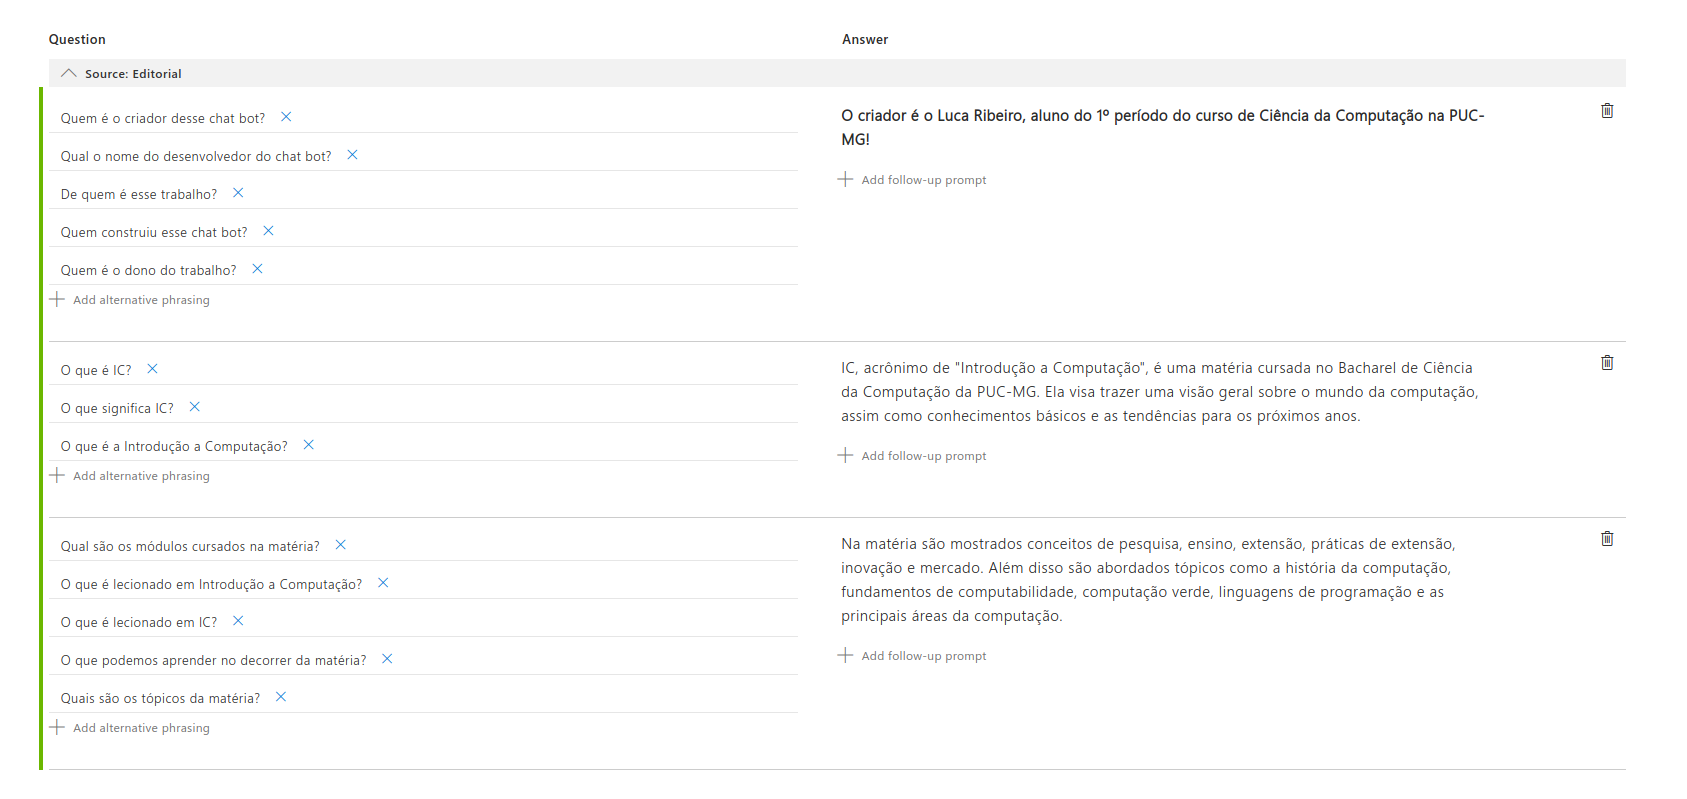 Question
Answer
Source: Editorial
Quem é o criador desse chat bot?
Qual o nome do desenvolvedor do chat bot?
De quem é esse trabalho?
Quem construiu esse chat bot?
Quem é o dono do trabalho?
Add alternative phrasing
O criador é o Luca Ribeiro, aluno do 1º período do curso de Ciência da Computação na PUC-
MG!
Add follow-up prompt
O que é IC?
O que significa IC?
O que é a Introdução a Computação?
Add alternative phrasing
IC, acrônimo de "Introdução a Computação", é uma matéria cursada no Bacharel de Ciência
da Computação da PUC-MG. Ela visa trazer uma visão geral sobre o mundo da computação,
assim como conhecimentos básicos e as tendências para os próximos anos.
Add follow-up prompt
Qual são os módulos cursados na matéria?
O que é lecionado em Introdução a Computação?
O que é lecionado em IC?
O que podemos aprender no decorrer da matéria?
Quais são os tópicos da matéria?
Add alternative phrasing
Na matéria são mostrados conceitos de pesquisa, ensino, extensão, práticas de extensão,
inovação e mercado. Além disso são abordados tópicos como a história da computação,
fundamentos de computabilidade, computação verde, linguagens de programação e as
principais áreas da computação.
Add follow-up prompt